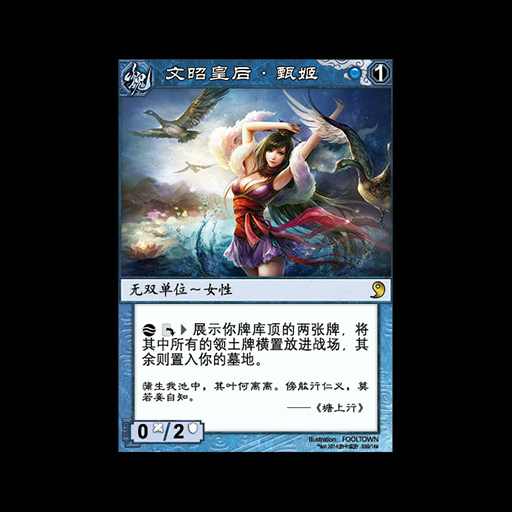 文昭皇后·甄姬
1
无双单位～女性
展示你牌库顶的两张牌，将
其中所有的领土牌横置放进战场，其
余则置入你的墓地。
蒲生我池中，其叶何离离。傍能行仁义，莫
若妾自知。
——《塘上行》
0/2
Illustration: FOOLTOWN